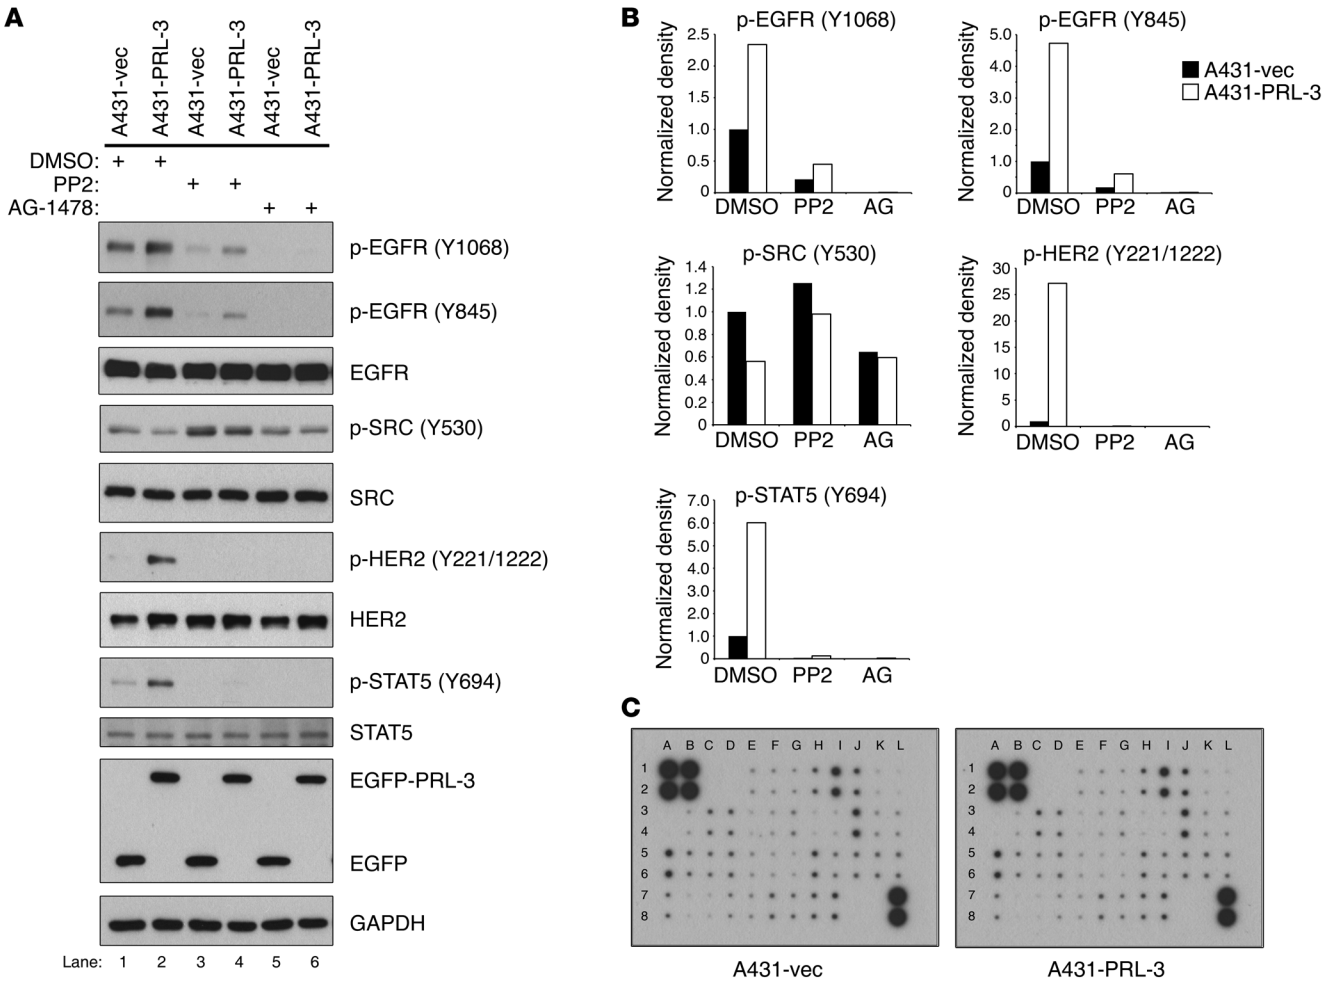 A
A431-vec
A431-PRL-3
A431-vec
A431-PRL-3
A431-vec
A431-PRL-3
DMSO: + +
PP2: + +
AG-1478: + +
p-EGFR (Y1068)
p-EGFR (Y845)
EGFR
p-SRC (Y530)
SRC
p-HER2 (Y221/1222)
HER2
p-STAT5 (Y694)
STAT5
EGFP-PRL-3
EGFP
GAPDH
Lane: 1 2 3 4 5 6
B
p-EGFR (Y1068)
Normalized density
2.5
2.0
1.5
1.0
0.5
0
DMSO PP2 AG
p-EGFR (Y845)
Normalized density
5.0
4.0
3.0
2.0
1.0
0
DMSO PP2 AG
A431-vec
A431-PRL-3
p-SRC (Y530)
Normalized density
1.4
1.2
1.0
0.8
0.6
0.4
0.2
0
DMSO PP2 AG
p-HER2 (Y221/1222)
Normalized density
30
25
20
15
10
5
0
DMSO PP2 AG
p-STAT5 (Y694)
Normalized density
7.0
6.0
5.0
4.0
3.0
2.0
1.0
0
DMSO PP2 AG
C
A B C D E F G H I J K L
1
2
3
4
5
6
7
8
A431-vec
A B C D E F G H I J K L
1
2
3
4
5
6
7
8
A431-PRL-3